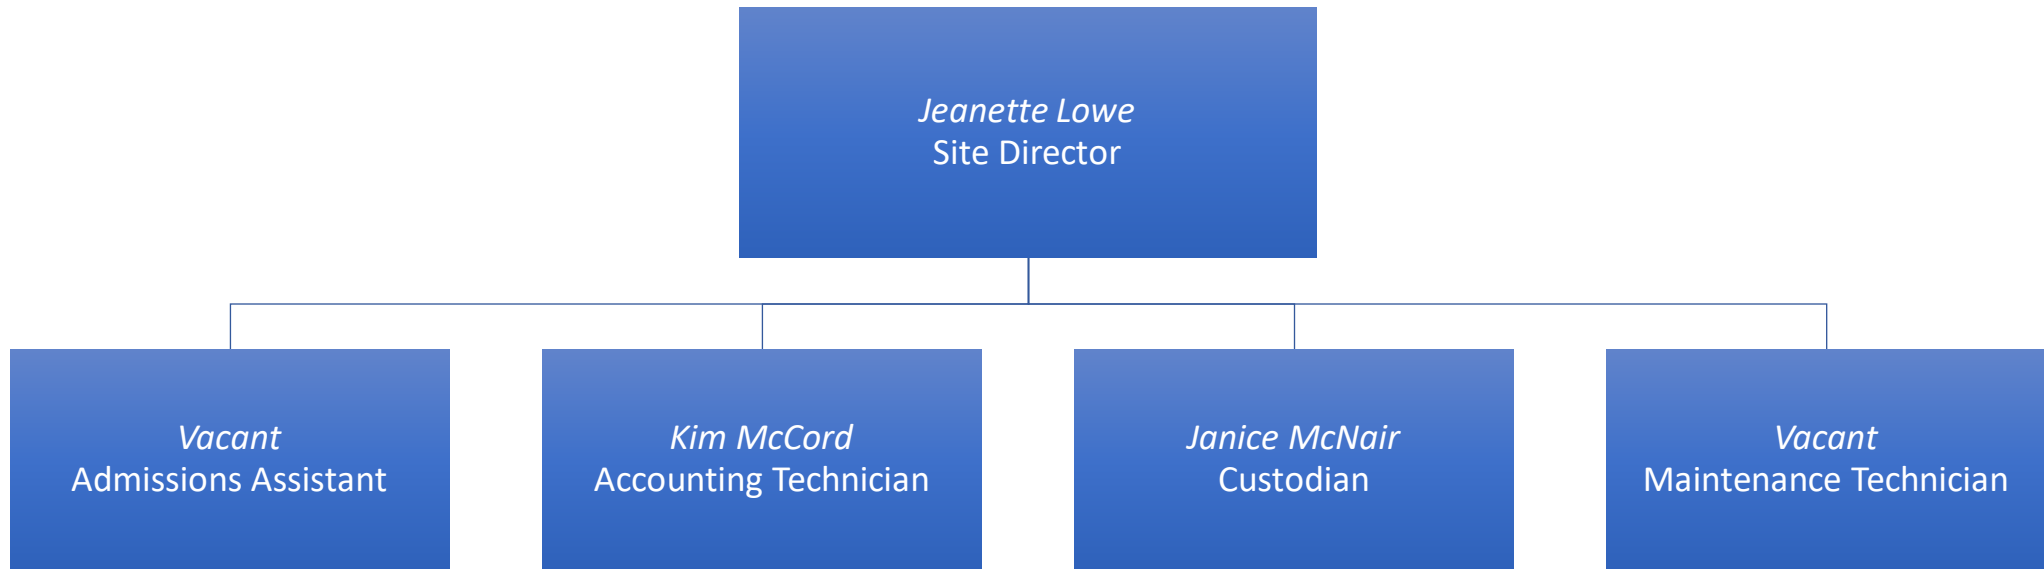 Jeanette Lowe
Site Director
Vacant
Admissions Assistant
Kim McCord
Accounting Technician
Janice McNair
Custodian
Vacant
Maintenance Technician